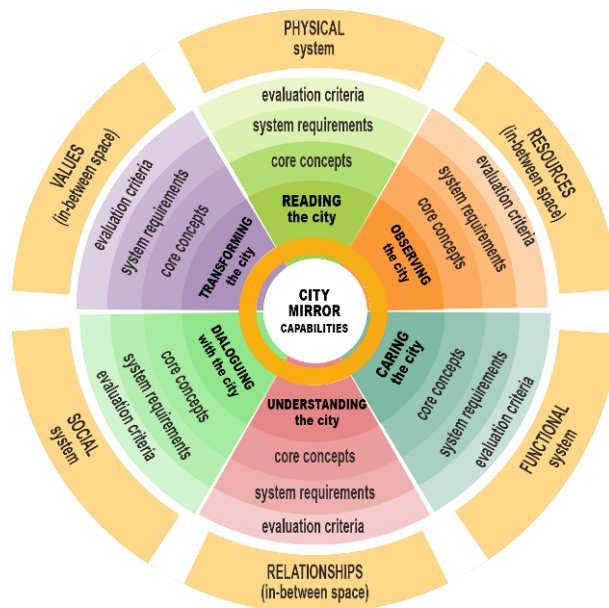 PHYSICAL
system
evaluation criteria
system requirements
core concepts
READING
the city
RESOURCES
(in-between space)
evaluation criteria
system requirements
core concepts
OBSERVING
the city
FUNCTIONAL
system
evaluation criteria
system requirements
core concepts
CARING
the city
RELATIONSHIPS
(in-between space)
evaluation criteria
system requirements
core concepts
UNDERSTANDING
the city
SOCIAL
system
evaluation criteria
system requirements
core concepts
DIALOGUING
with the city
VALUES
(in-between space)
evaluation criteria
system requirements
core concepts
TRANSFORMING
the city
CITY
MIRROR
CAPABILITIES